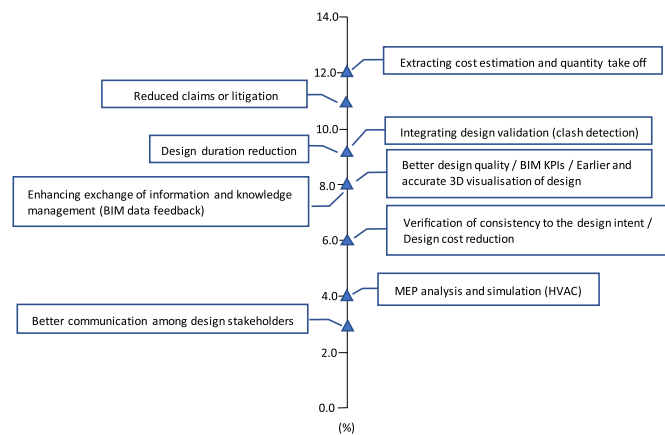 14.0
Extracting cost estimation and quantity take off
12.0
Reduced claims or litigation
10.0
Integrating design validation (clash detection)
Design duration reduction
Better design quality / BIM KPIs / Earlier and
accurate 3D visualisation of design
8.0
Enhancing exchange of information and knowledge
management (BIM data feedback)
Verification of consistency to the design intent /
Design cost reduction
6.0
MEP analysis and simulation (HVAC)
4.0
Better communication among design stakeholders
2.0
0.0
(%)